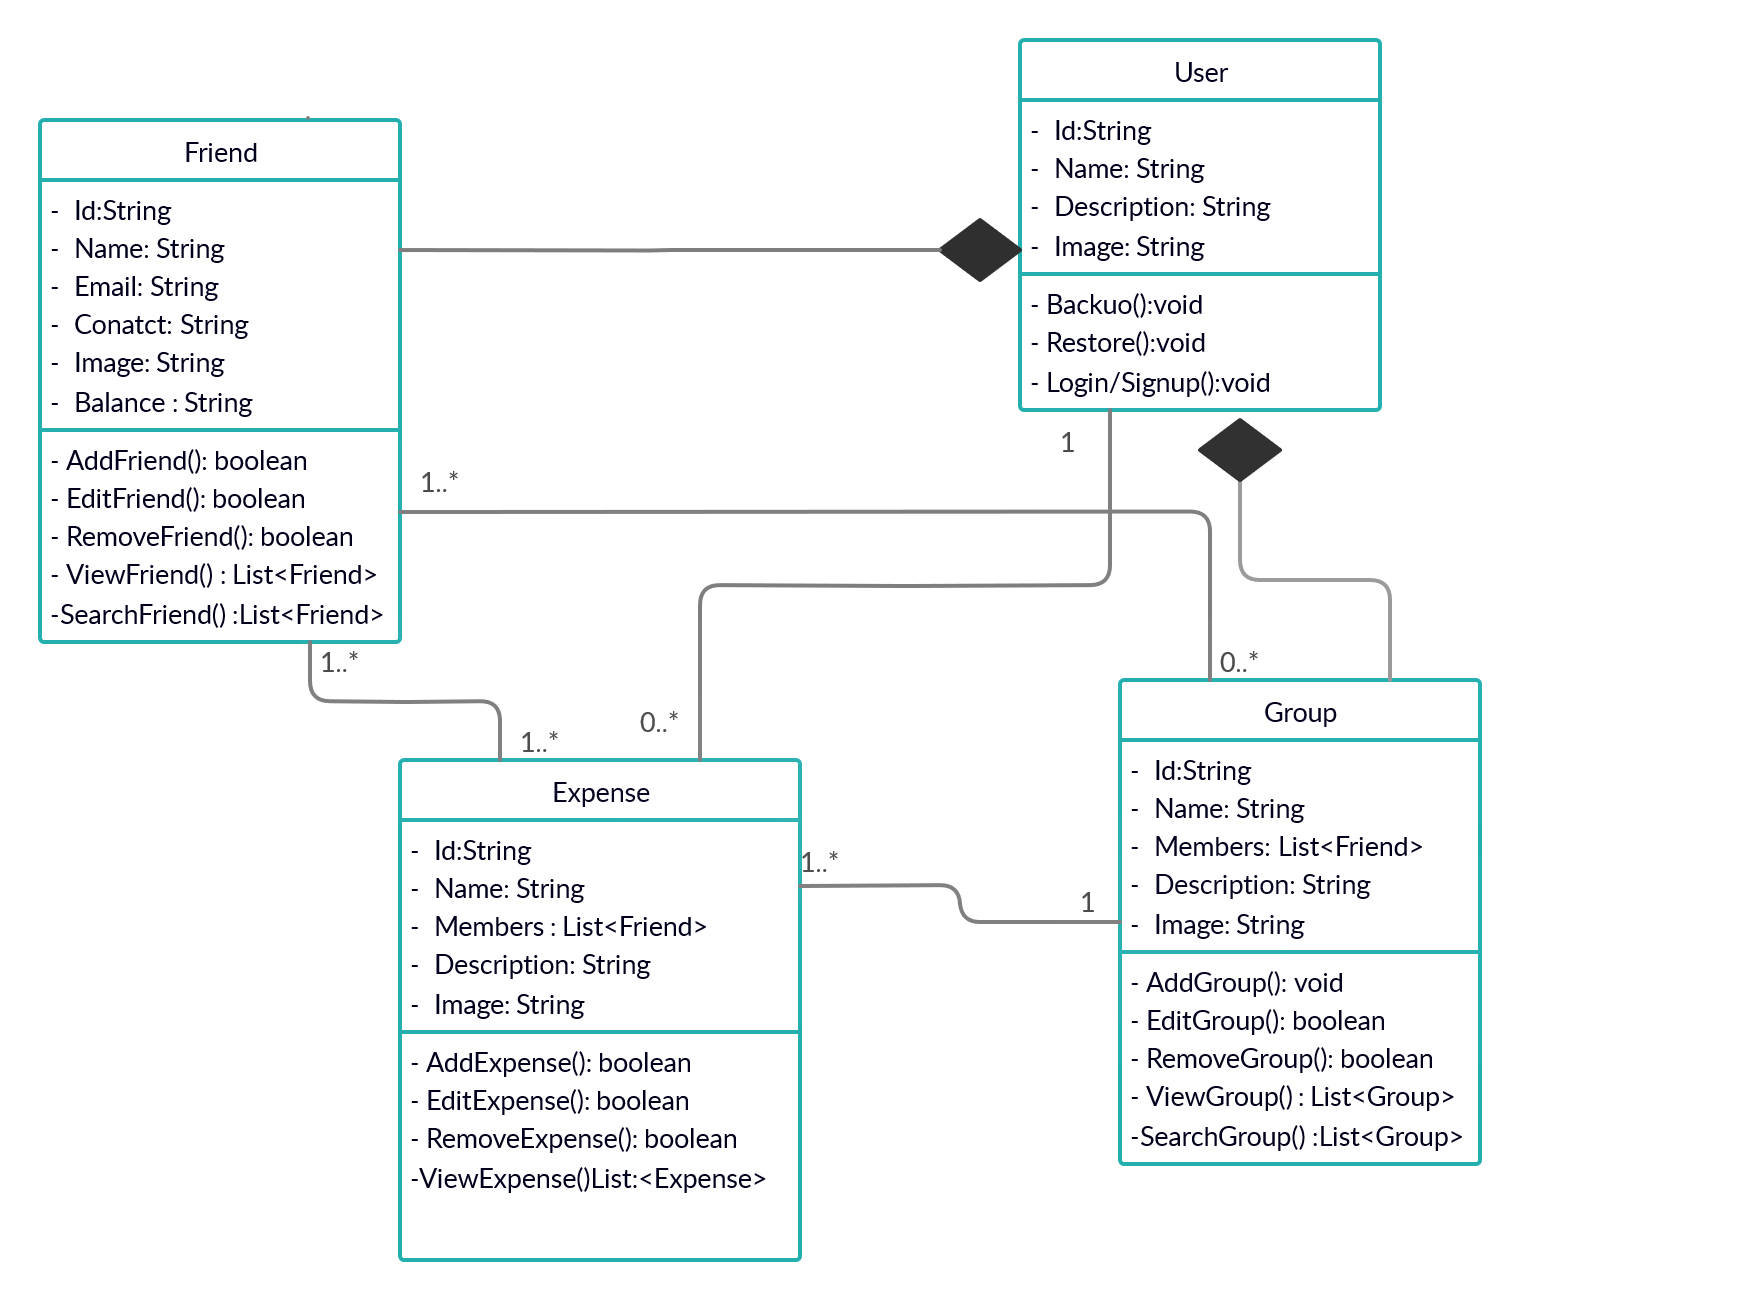 User
- Id:String
- Name: String
- Description: String
- Image: String
- Backuo():void
- Restore():void
- Login/Signup():void
1
Friend
- Id:String
- Name: String
- Email: String
- Conatct: String
- Image: String
- Balance : String
- AddFriend(): boolean
- EditFriend(): boolean
- RemoveFriend(): boolean
- ViewFriend() : List<Friend>
-SearchFriend() :List<Friend>
1..*
1..*
1..*
0..*
0..*
Expense
- Id:String
- Name: String
- Members : List<Friend>
- Description: String
- Image: String
- AddExpense(): boolean
- EditExpense(): boolean
- RemoveExpense(): boolean
-ViewExpense()List:<Expense>
1..*
1
Group
- Id:String
- Name: String
- Members: List<Friend>
- Description: String
- Image: String
- AddGroup(): void
- EditGroup(): boolean
- RemoveGroup(): boolean
- ViewGroup() : List<Group>
-SearchGroup() :List<Group>